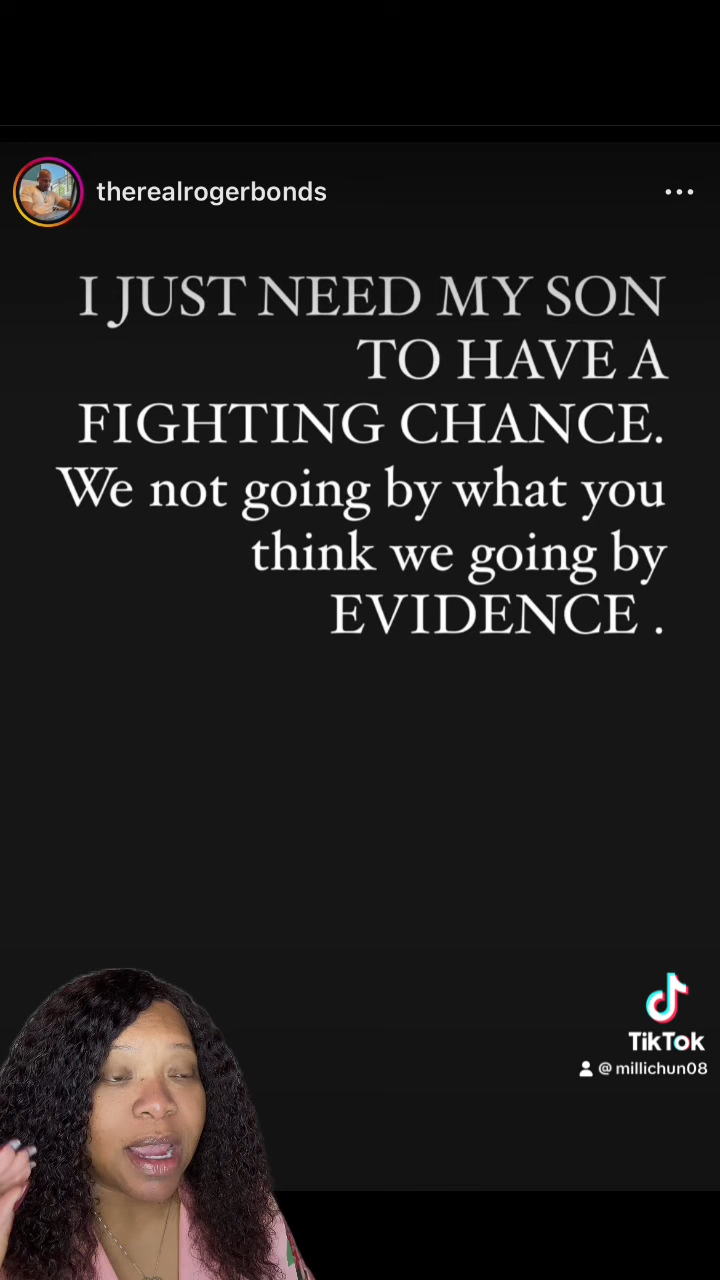 therealrogerbonds
I JUST NEED MY SON
TO HAVE A
FIGHTING CHANCE.
We not going by what you
think we going by
EVIDENCE .
TikTok
@ millichun08